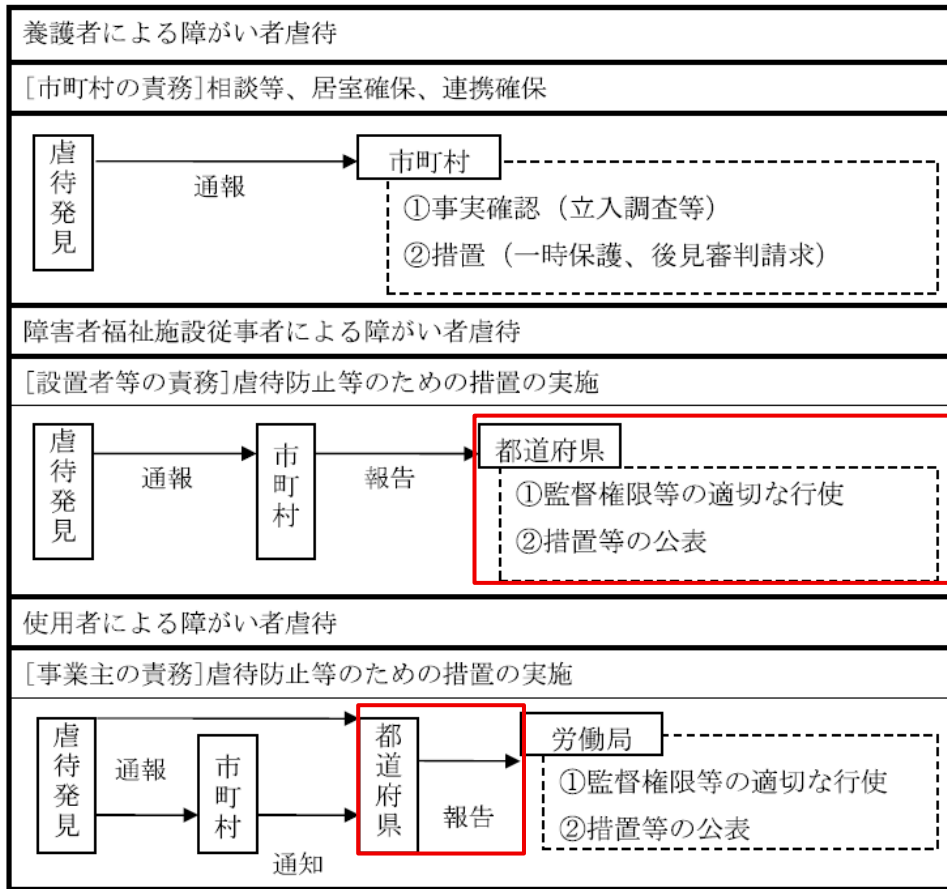 養護者による障がい者虐待
[市町村の責務]相談等、居室確保、連携確保
虐待発見
通報
市町村
①事実確認（立入調査等）
②措置（一時保護、後見審判請求）
障害者福祉施設従事者による障がい者虐待
[設置者等の責務]虐待防止等のための措置の実施
虐待発見
通報
市町村
報告
都道府県
①監督権限等の適切な行使
②措置等の公表
使用者による障がい者虐待
[事業主の責務]虐待防止等のための措置の実施
虐待発見
通報
市町村
通知
都道府県
報告
労働局
①監督権限等の適切な行使
②措置等の公表